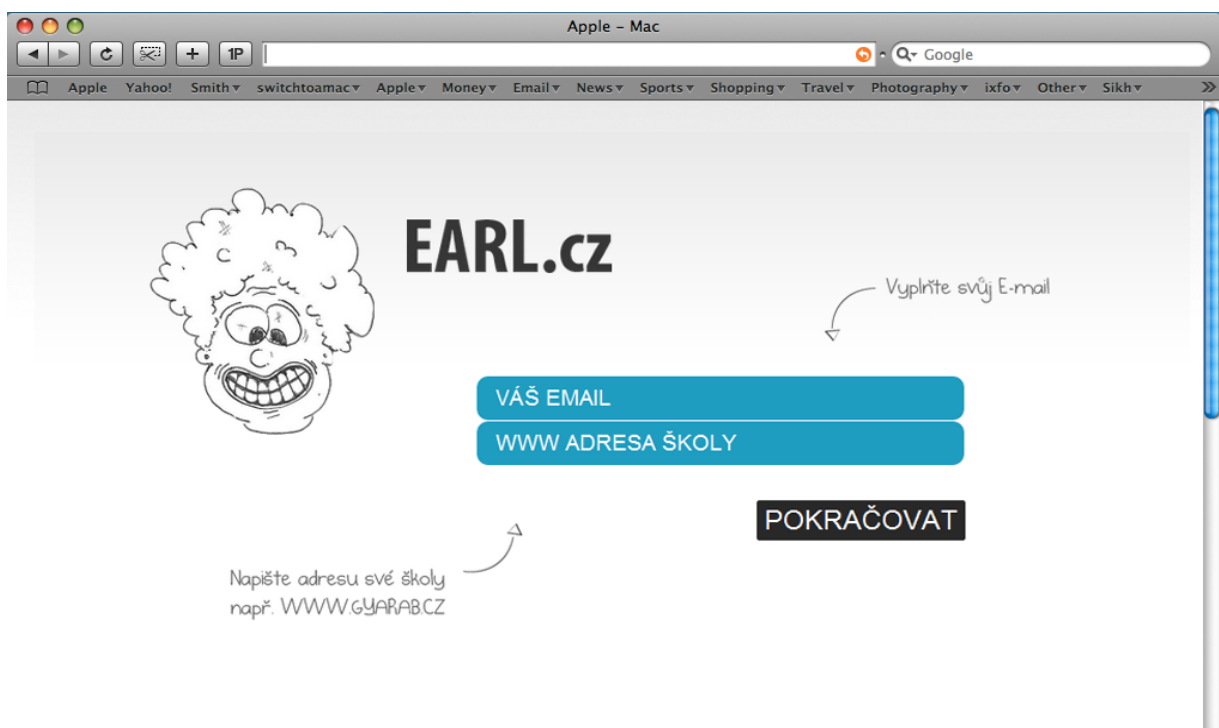 Apple – Mac
1P
Google
Apple Yahoo! Smith switchtoamac Apple Money Email News Sports Shopping Travel Photography ixfo Other Sikh
EARL.cz
Vyplňte svůj E-mail
VÁŠ EMAIL
WWW ADRESA ŠKOLY
POKRAČOVAT
Napište adresu své školy
např. WWW.GYARAB.CZ